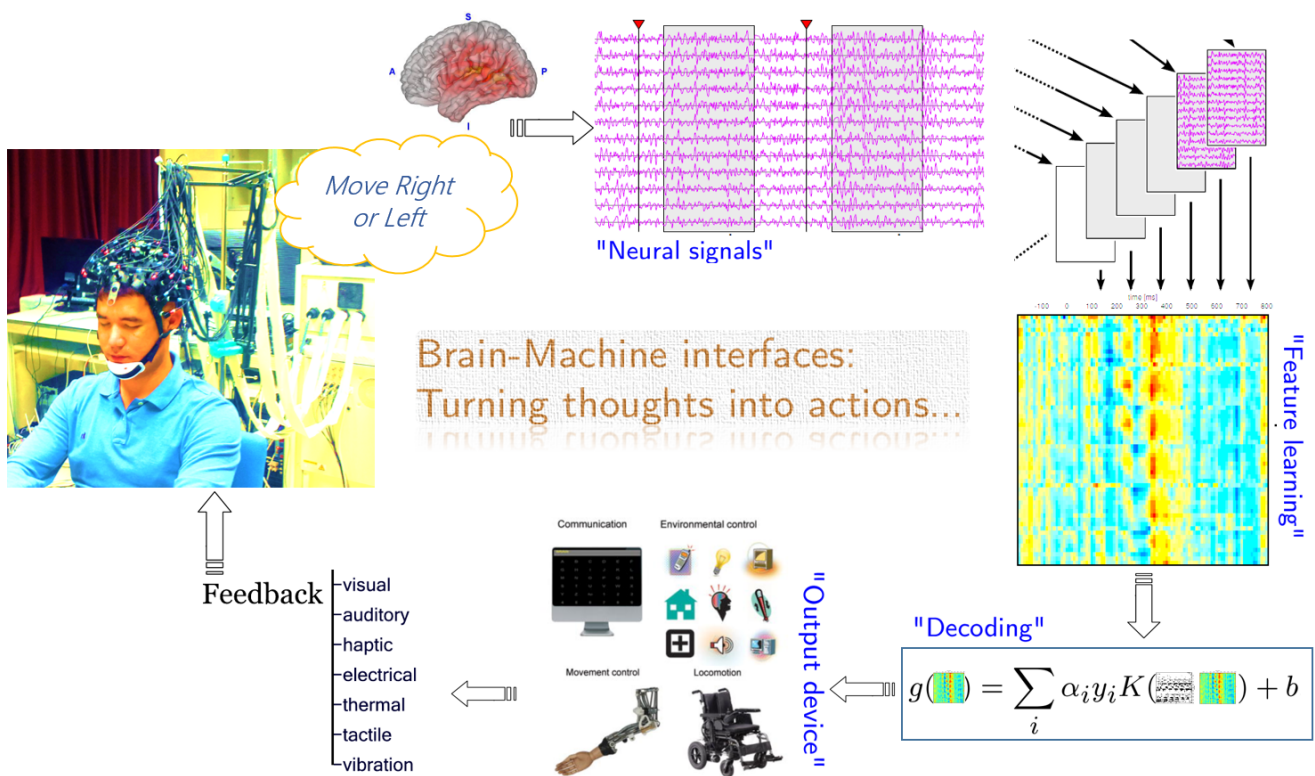 S
A
P
I
Move Right
or Left
"Neural signals"
time [ms]
-100 0 100 200 300 400 500 600 700 800
Brain-Machine interfaces:
Turning thoughts into actions...
"Feature learning"
"Decoding"
g( ) = ∑ α_i y_i K( ) + b
i
"Output device"
Communication
Environmental control
Movement control
Locomotion
Feedback
visual
auditory
haptic
electrical
thermal
tactile
vibration